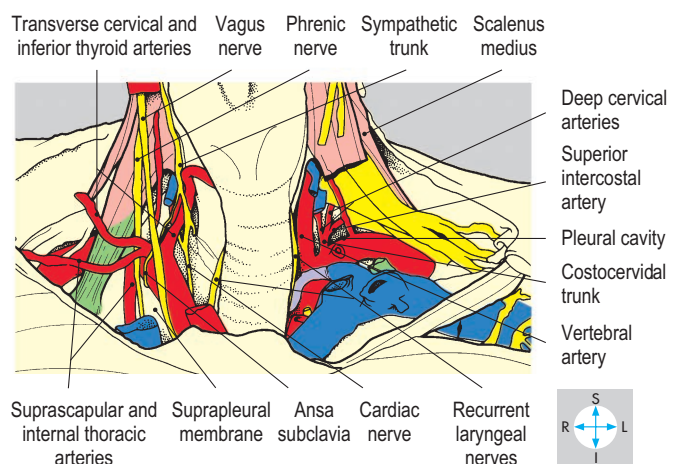 Transverse cervical and
inferior thyroid arteries
Vagus
nerve
Phrenic
nerve
Sympathetic
trunk
Scalenus
medius
Deep cervical
arteries
Superior
intercostal
artery
Pleural cavity
Costocervidal
trunk
Vertebral
artery
Suprascapular and
internal thoracic
arteries
Suprapleural
membrane
Ansa
subclavia
Cardiac
nerve
Recurrent
laryngeal
nerves
S
R L
I